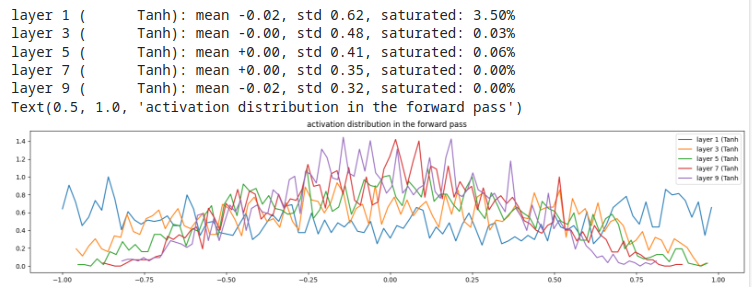 layer 1 (      Tanh): mean -0.02, std 0.62, saturated: 3.50%
layer 3 (      Tanh): mean -0.00, std 0.48, saturated: 0.03%
layer 5 (      Tanh): mean +0.00, std 0.41, saturated: 0.06%
layer 7 (      Tanh): mean +0.00, std 0.35, saturated: 0.00%
layer 9 (      Tanh): mean -0.02, std 0.32, saturated: 0.00%
Text(0.5, 1.0, 'activation distribution in the forward pass')
activation distribution in the forward pass
layer 1 (Tanh
layer 3 (Tanh
layer 5 (Tanh
layer 7 (Tanh
layer 9 (Tanh
1.4
1.2
1.0
0.8
0.6
0.4
0.2
0.0
−1.00 −0.75 −0.50 −0.25 0.00 0.25 0.50 0.75 1.00